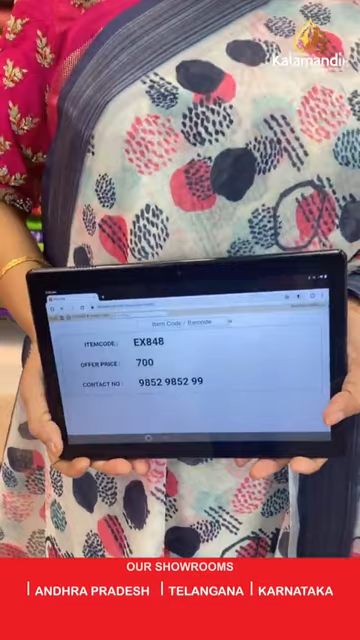 Kalamandir
Item Code / Barcode
ITEMCODE : EX848
OFFER PRICE : 700
CONTACT NO : 9852 9852 99
OUR SHOWROOMS
| ANDHRA PRADESH | TELANGANA | KARNATAKA